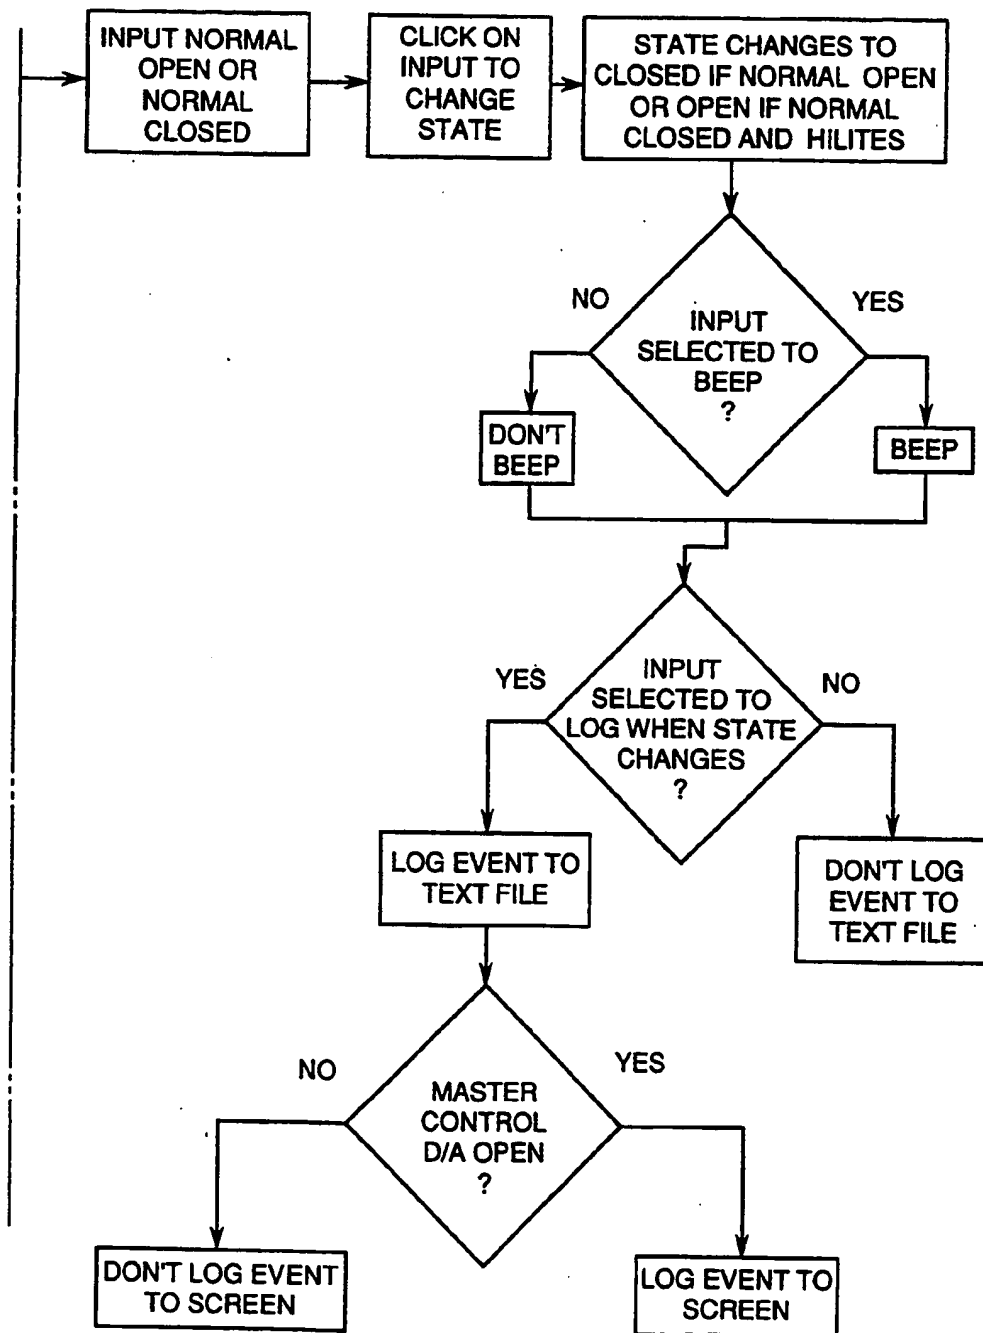 INPUT NORMAL
OPEN OR
NORMAL
CLOSED
CLICK ON
INPUT TO
CHANGE
STATE
STATE CHANGES TO
CLOSED IF NORMAL OPEN
OR OPEN IF NORMAL
CLOSED AND HILITES
NO
YES
INPUT
SELECTED TO
BEEP
?
DON'T
BEEP
BEEP
YES
NO
INPUT
SELECTED TO
LOG WHEN STATE
CHANGES
?
LOG EVENT TO
TEXT FILE
DON'T LOG
EVENT TO
TEXT FILE
NO
YES
MASTER
CONTROL
D/A OPEN
?
DON'T LOG EVENT
TO SCREEN
LOG EVENT TO
SCREEN